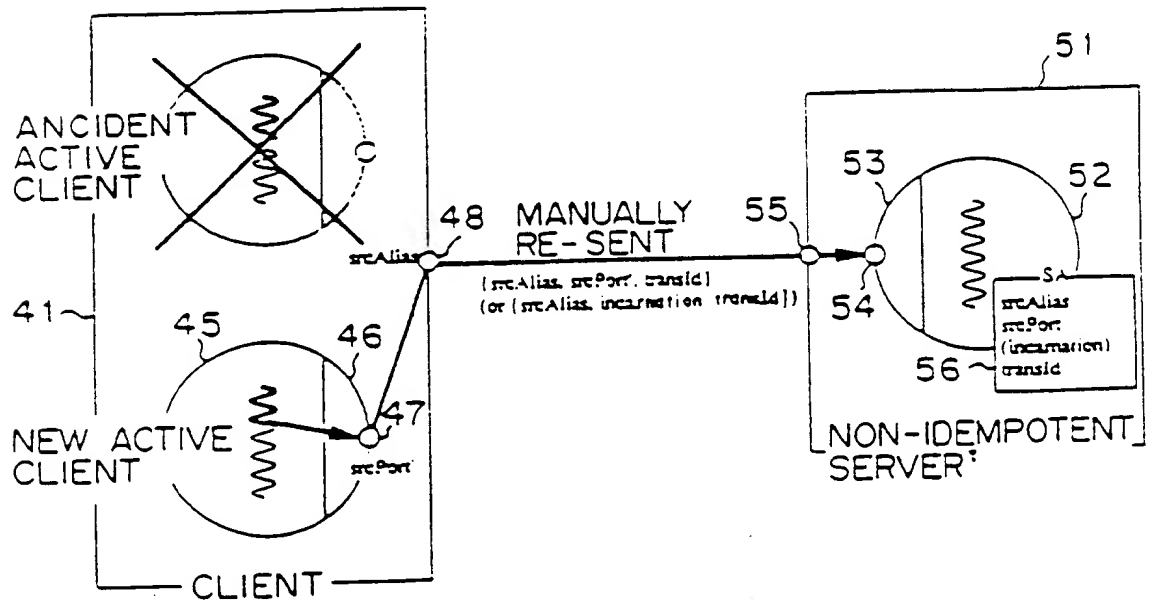 51
ANCIDENT
ACTIVE
CLIENT
53
52
48
MANUALLY
RE-SENT
55
srcAlias
{srcAlias, srcPort', transId}
(or {srcAlias, incarnation transId})
54
SA
srcAlias
srcPort
(incarnation)
transId
56
41
45
46
47
NEW ACTIVE
CLIENT
srcPort'
NON-IDEMPOTENT
SERVER
CLIENT